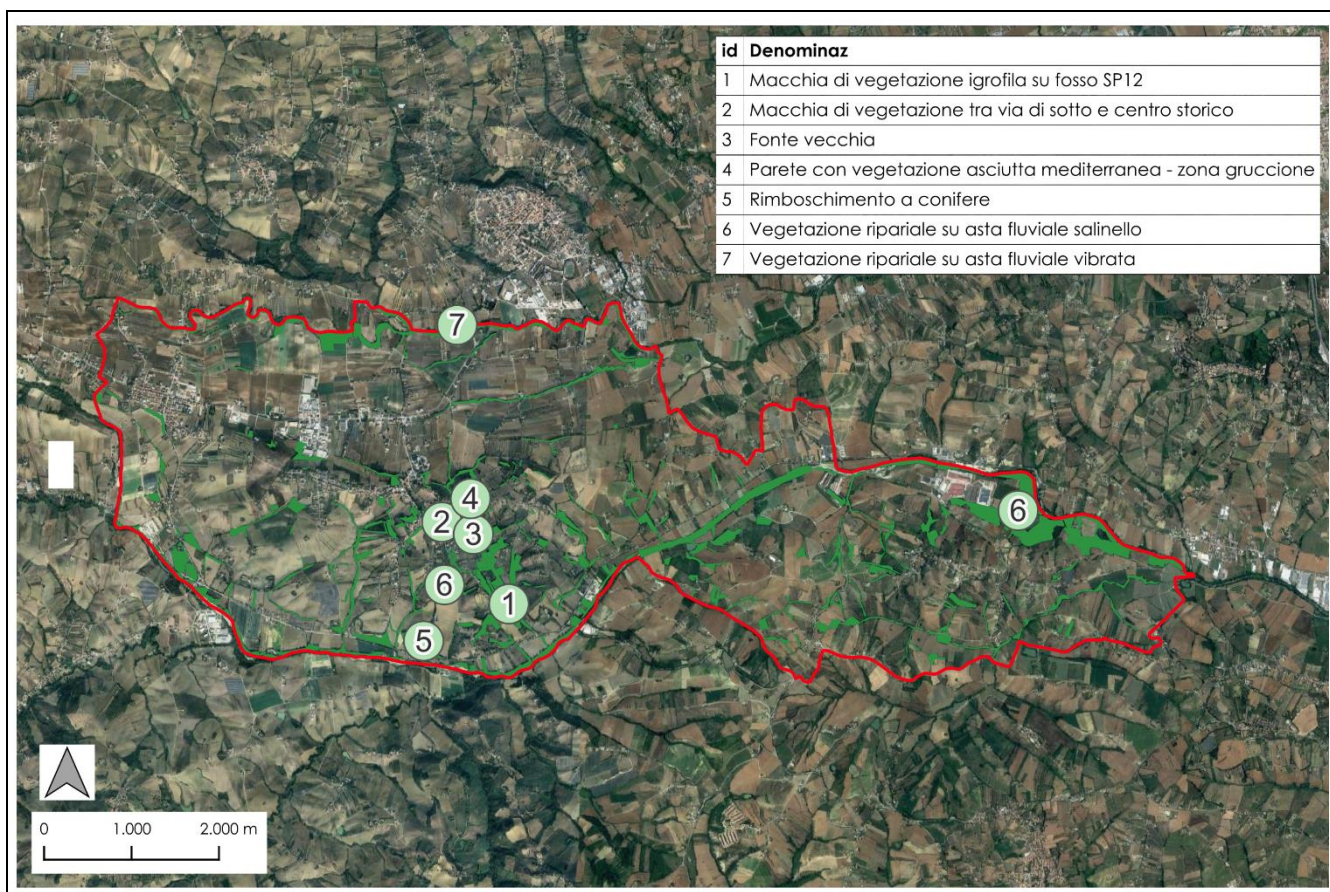 id Denominaz
1 Macchia di vegetazione igrofila su fosso SP12
2 Macchia di vegetazione tra via di sotto e centro storico
3 Fonte vecchia
4 Parete con vegetazione asciutta mediterranea - zona gruccione
5 Rimboschimento a conifere
6 Vegetazione ripariale su asta fluviale salinello
7 Vegetazione ripariale su asta fluviale vibrata
7
4
2
3
6
6
1
5
0 1.000 2.000 m